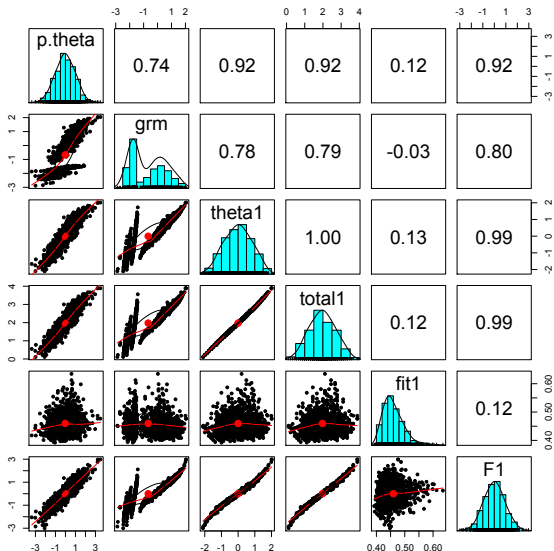 -3 -1 1 2
0 1 2 3 4
-3 -1 1 2 3
p.theta
0.74
0.92
0.92
0.12
0.92
-3 -1 1 3
-3 -1 1 2
grm
0.78
0.79
-0.03
0.80
theta1
1.00
0.13
0.99
-2 -1 0 1 2
0 1 2 3 4
total1
0.12
0.99
fit1
0.12
0.40 0.50 0.60
-3 -1 1 2 3
F1
-3 -1 1 3
-2 -1 0 1 2
0.40 0.50 0.60